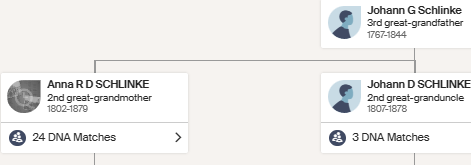 Johann G Schlinke
3rd great-grandfather
1767-1844
Anna R D SCHLINKE
2nd great-grandmother
1802-1879
24 DNA Matches
Johann D SCHLINKE
2nd great-granduncle
1807-1878
3 DNA Matches